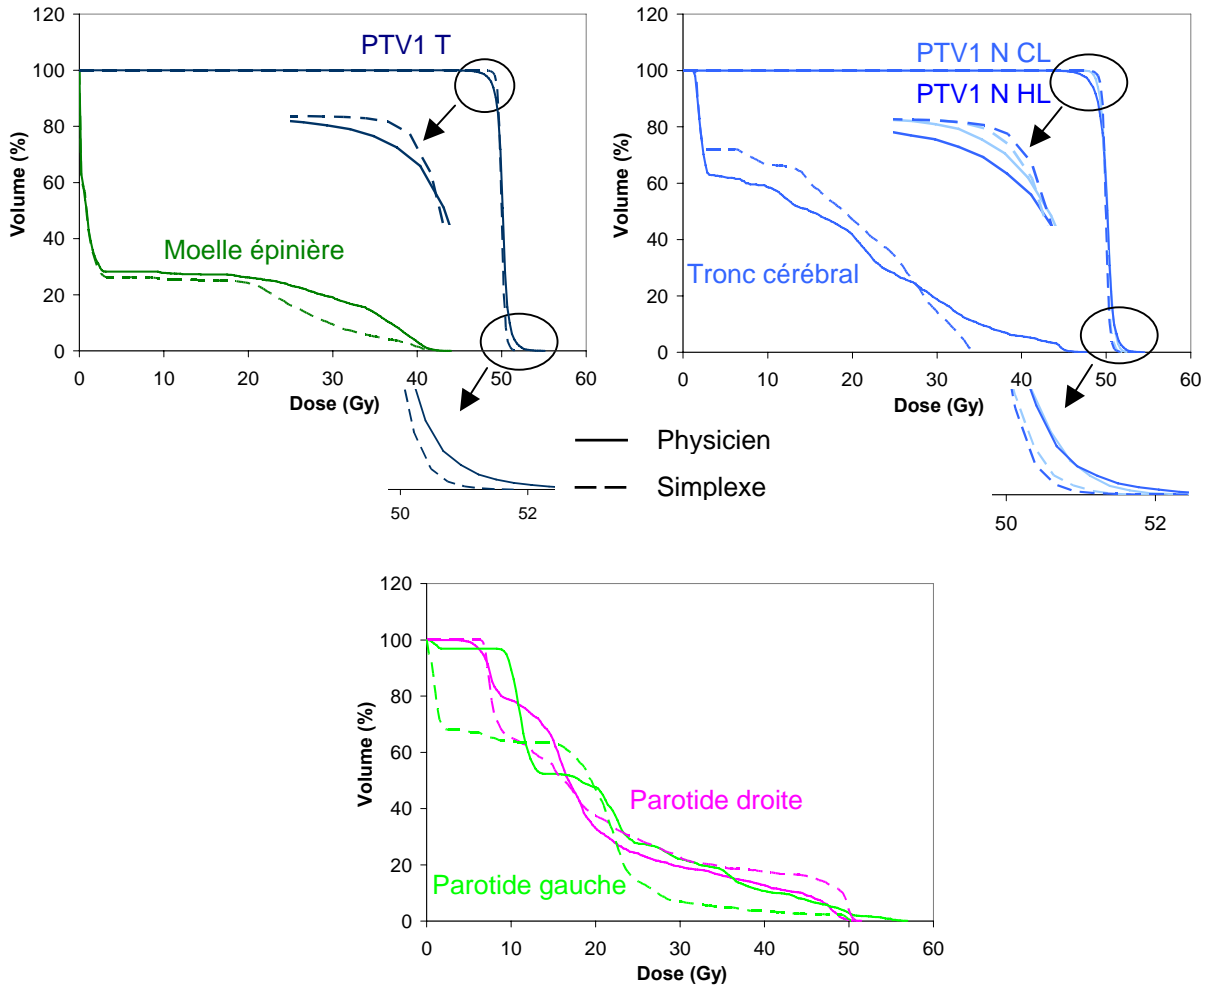 PTV1 T
Moelle épinière
Volume (%)
120
100
80
60
40
20
0
0 10 20 30 40 50 60
Dose (Gy)
50 52
PTV1 N CL
PTV1 N HL
Tronc cérébral
Volume (%)
120
100
80
60
40
20
0
0 10 20 30 40 50 60
Dose (Gy)
50 52
Physicien
Simplexe
Parotide droite
Parotide gauche
Volume (%)
120
100
80
60
40
20
0
0 10 20 30 40 50 60
Dose (Gy)